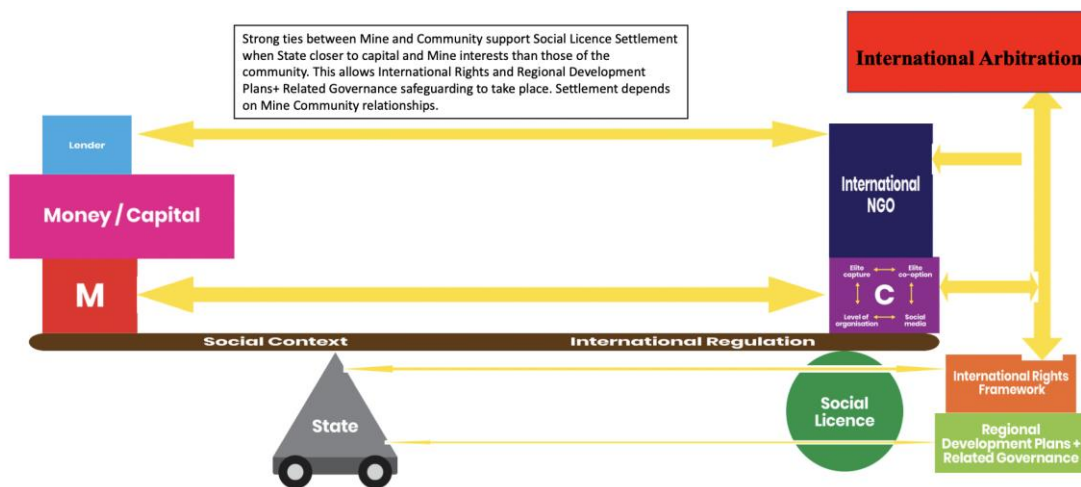 Strong ties between Mine and Community support Social Licence Settlement
when State closer to capital and Mine interests than those of the
community. This allows International Rights and Regional Development
Plans+ Related Governance safeguarding to take place. Settlement depends
on Mine Community relationships.
International Arbitration
Lender
Money / Capital
M
International
NGO
Elite
capture
Elite
co-option
C
Level of
organisation
Social
media
Social Context
International Regulation
State
Social
Licence
International Rights
Framework
Regional
Development Plans +
Related Governance